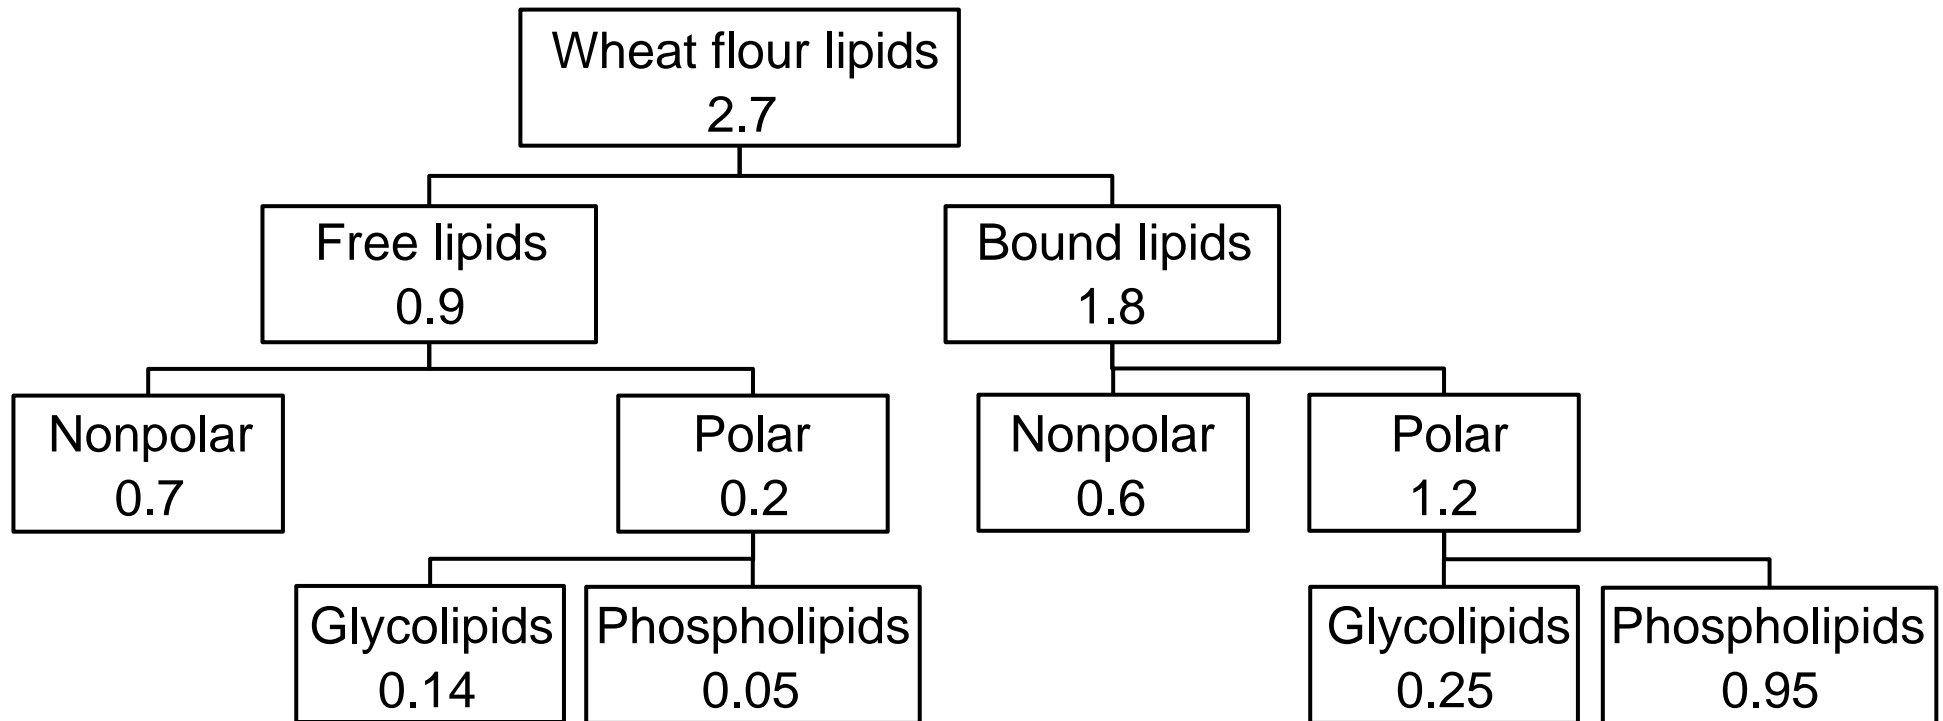 Wheat flour lipids
2.7
Free lipids
0.9
Bound lipids
1.8
Nonpolar
0.7
Polar
0.2
Nonpolar
0.6
Polar
1.2
Glycolipids
0.14
Phospholipids
0.05
Glycolipids
0.25
Phospholipids
0.95